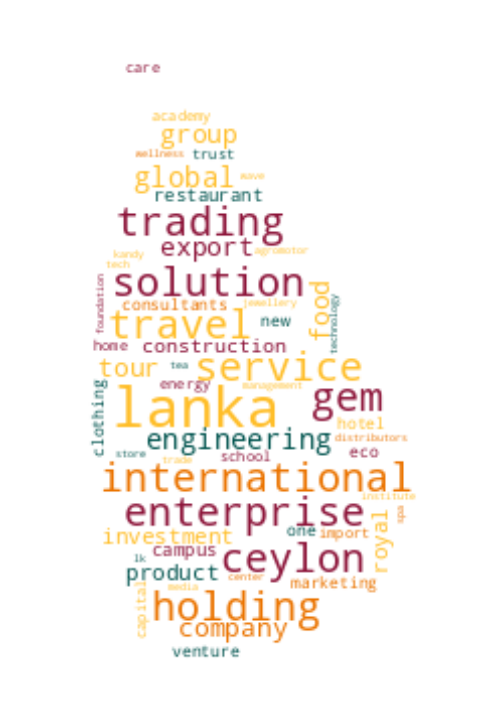 care
academy
group
wellness trust
global wave
restaurant
trading
export agromotor
kandy
tech
solution
foundation
consultants jewellery
food
technology
travel new
home construction
tour tea service
energy management
lanka gem
clothing
hotel
engineering distributors
store school eco
trade
international
institute
enterprise spa
one import
investment royal
campus ceylon
lk
product center marketing
media
capital
holding
company
venture